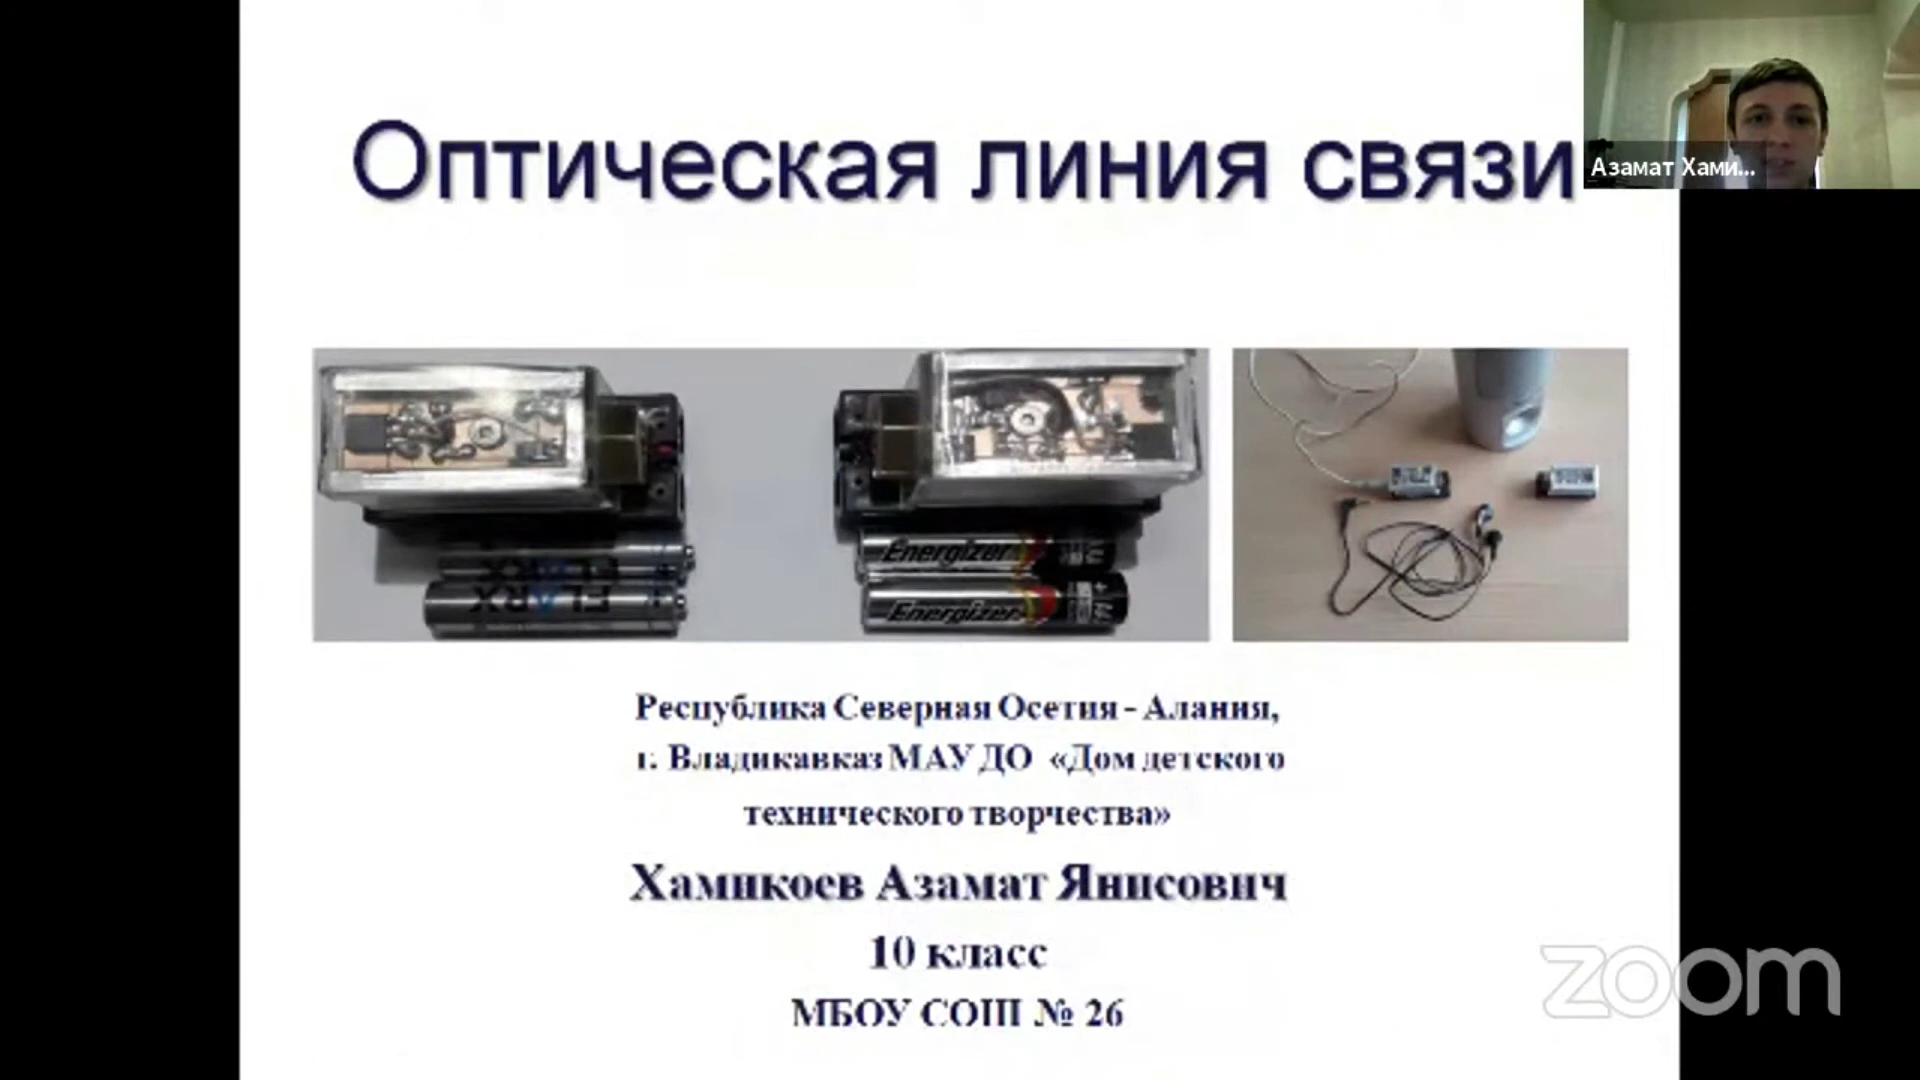 Оптическая линия связи
Азамат Хами...
Energizer
Energizer
Республика Северная Осетия - Алания,
г. Владикавказ МАУ ДО «Дом детского
технического творчества»
Хамикоев Азамат Янисович
10 класс
МБОУ СОШ № 26
zoom